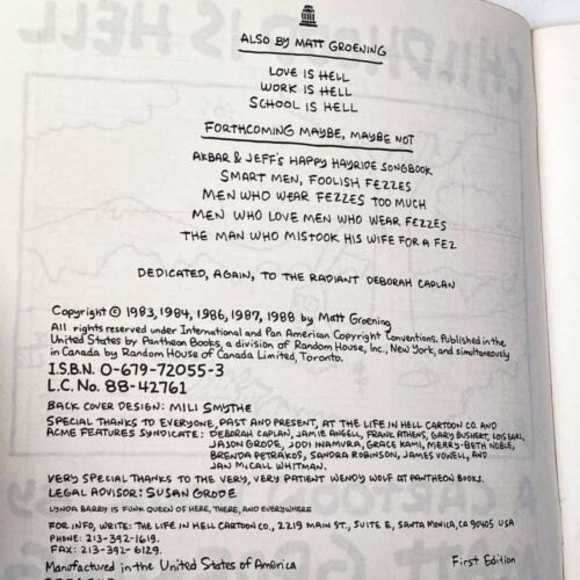 ALSO BY MATT GROENING
LOVE IS HELL
WORK IS HELL
SCHOOL IS HELL
FORTHCOMING MAYBE, MAYBE NOT
AKBAR & JEFF'S HAPPY HAYRIDE SONGBOOK
SMART MEN, FOOLISH FEZZES
MEN WHO WEAR FEZZES TOO MUCH
MEN WHO LOVE MEN WHO WEAR FEZZES
THE MAN WHO MISTOOK HIS WIFE FOR A FEZ
DEDICATED, AGAIN, TO THE RADIANT DEBORAH CAPLAN
Copyright © 1983, 1984, 1986, 1987, 1988 by Matt Groening
All rights reserved under International and Pan American Copyright Conventions. Published in the
United States by Pantheon Books, a division of Random House, Inc., New York, and simultaneously
in Canada by Random House of Canada Limited, Toronto.
I.S.B.N. 0-679-72055-3
L.C. No. 88-42761
BACK COVER DESIGN: MILI SMYTHE
SPECIAL THANKS TO EVERYONE, PAST AND PRESENT, AT THE LIFE IN HELL CARTOON CO. AND
ACME FEATURES SYNDICATE: DEBORAH CAPLAN, JAMIE ANGELL, FRANK ATHENS, GARY BUSHERT, LOIS EARL,
JASON GRODE, JODI INAMURA, GRACE KAMI, MERRY-BETH NOBLE,
BRENDA PETRAKOS, SANDRA ROBINSON, JAMES VOWELL, AND
JAN McCALL WHITMAN.
VERY SPECIAL THANKS TO THE VERY, VERY PATIENT WENDY WOLF AT PANTHEON BOOKS.
LEGAL ADVISOR: SUSAN GRODE
LYNDA BARRY IS FUNK QUEEN OF HERE, THERE, AND EVERYWHERE
FOR INFO, WRITE: THE LIFE IN HELL CARTOON CO., 2219 MAIN ST., SUITE E, SANTA MONICA, CA 90405 USA
PHONE: 213-392-1619.
FAX: 213-392-6129.
Manufactured in the United States of America
First Edition